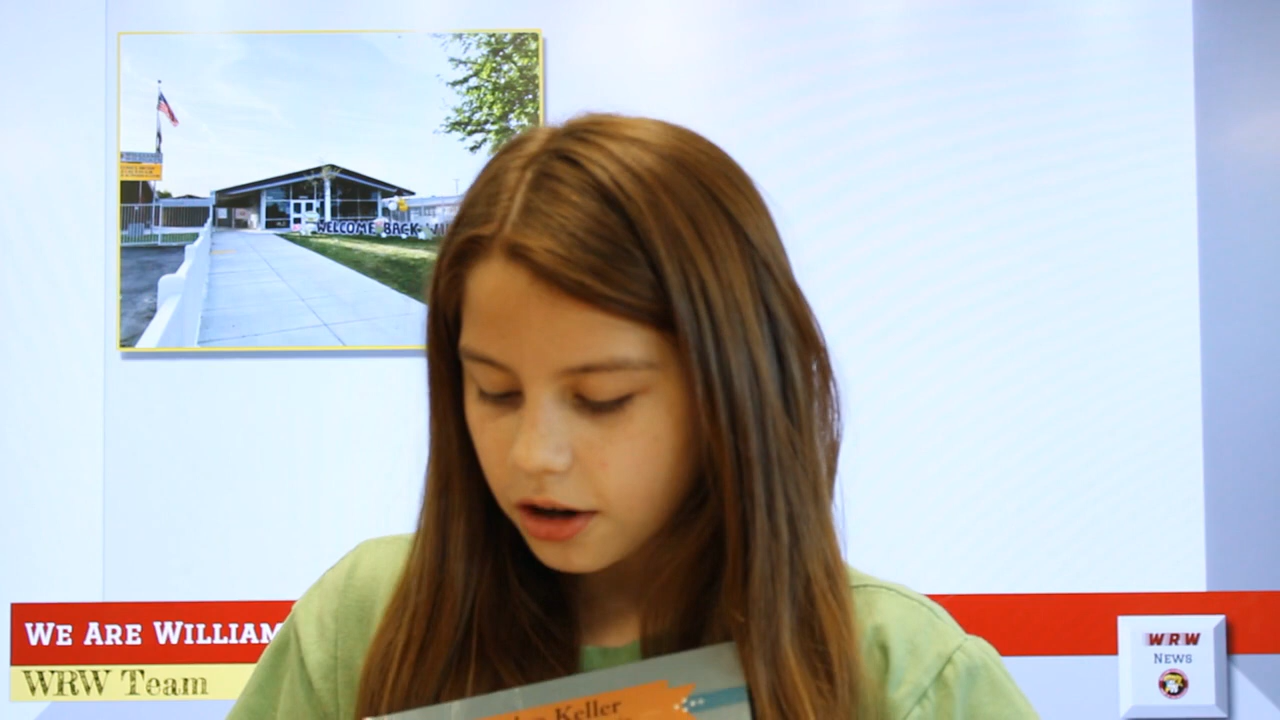 WELCOME BACK
WE ARE WILLIAM
WRW Team
WRW
NEWS
Keller